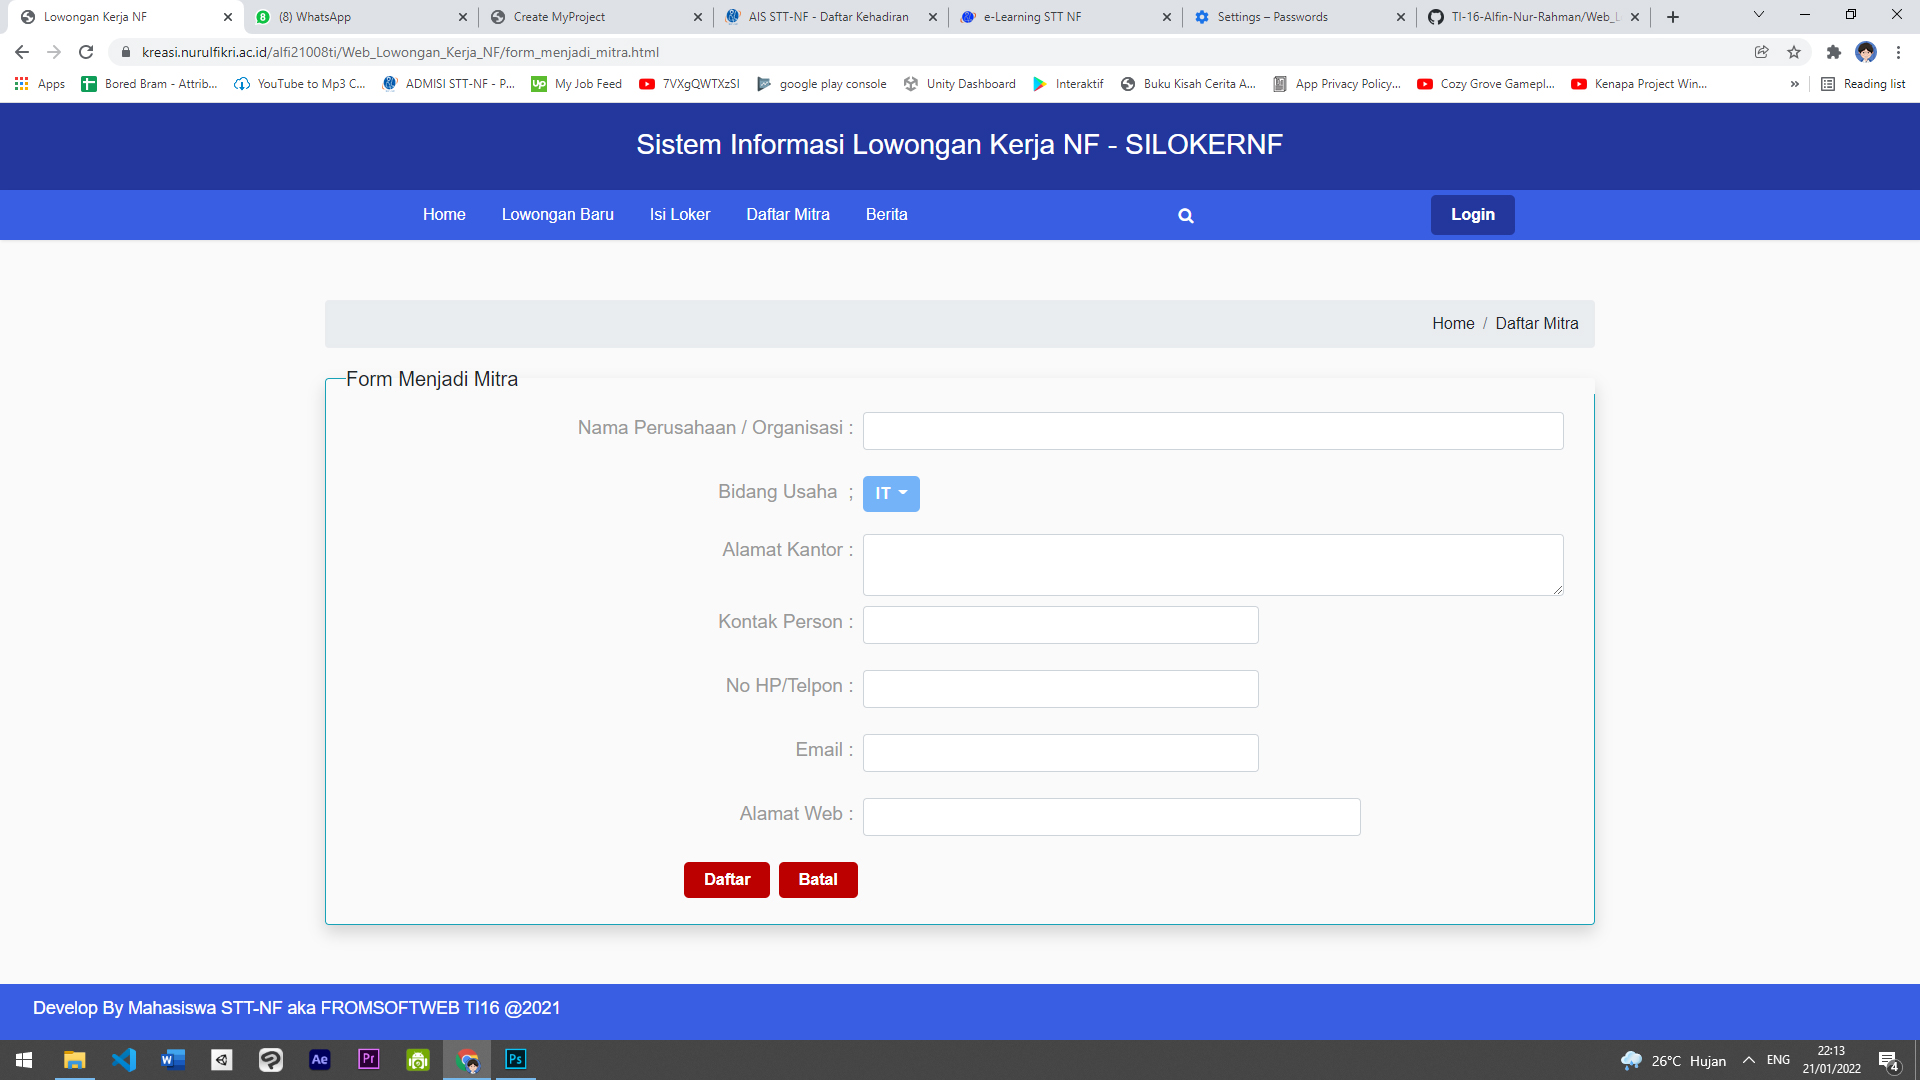 Lowongan Kerja NF
(8) WhatsApp
Create MyProject
AIS STT-NF - Daftar Kehadiran
e-Learning STT NF
Settings – Passwords
TI-16-Alfin-Nur-Rahman/Web_L
kreasi.nurulfikri.ac.id/alfi21008ti/Web_Lowongan_Kerja_NF/form_menjadi_mitra.html
Apps
Bored Bram - Attrib...
YouTube to Mp3 C...
ADMISI STT-NF - P...
Up My Job Feed
7VXgQWTXzSI
google play console
Unity Dashboard
Interaktif
Buku Kisah Cerita A...
App Privacy Policy...
Cozy Grove Gamepl...
Kenapa Project Win...
»
Reading list
Sistem Informasi Lowongan Kerja NF - SILOKERNF
Home
Lowongan Baru
Isi Loker
Daftar Mitra
Berita
Login
Home / Daftar Mitra
Form Menjadi Mitra
Nama Perusahaan / Organisasi :
Bidang Usaha ;
IT
Alamat Kantor :
Kontak Person :
No HP/Telpon :
Email :
Alamat Web :
Daftar
Batal
Develop By Mahasiswa STT-NF aka FROMSOFTWEB TI16 @2021
W
Ae
Pr
Ps
26°C Hujan
ENG
22:13
21/01/2022
4